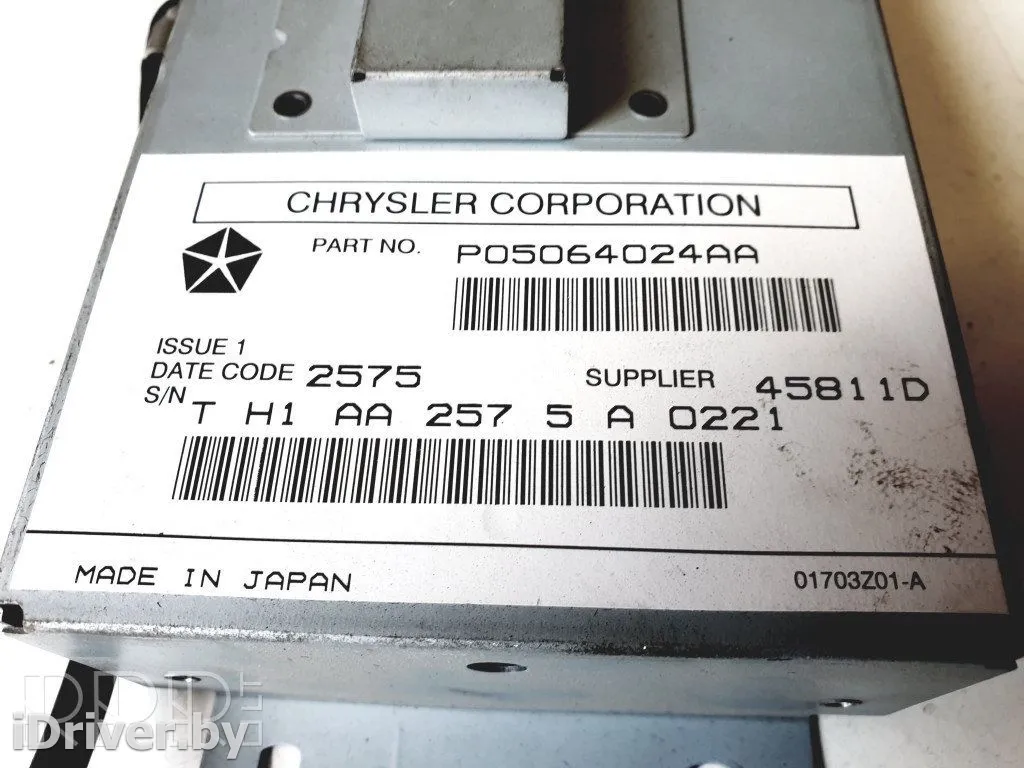 CHRYSLER CORPORATION
PART NO. P05064024AA
ISSUE 1
DATE CODE 2575 SUPPLIER 45811D
S/N T H1 AA 257 5 A 0221
MADE IN JAPAN 01703Z01-A
iDriver.by